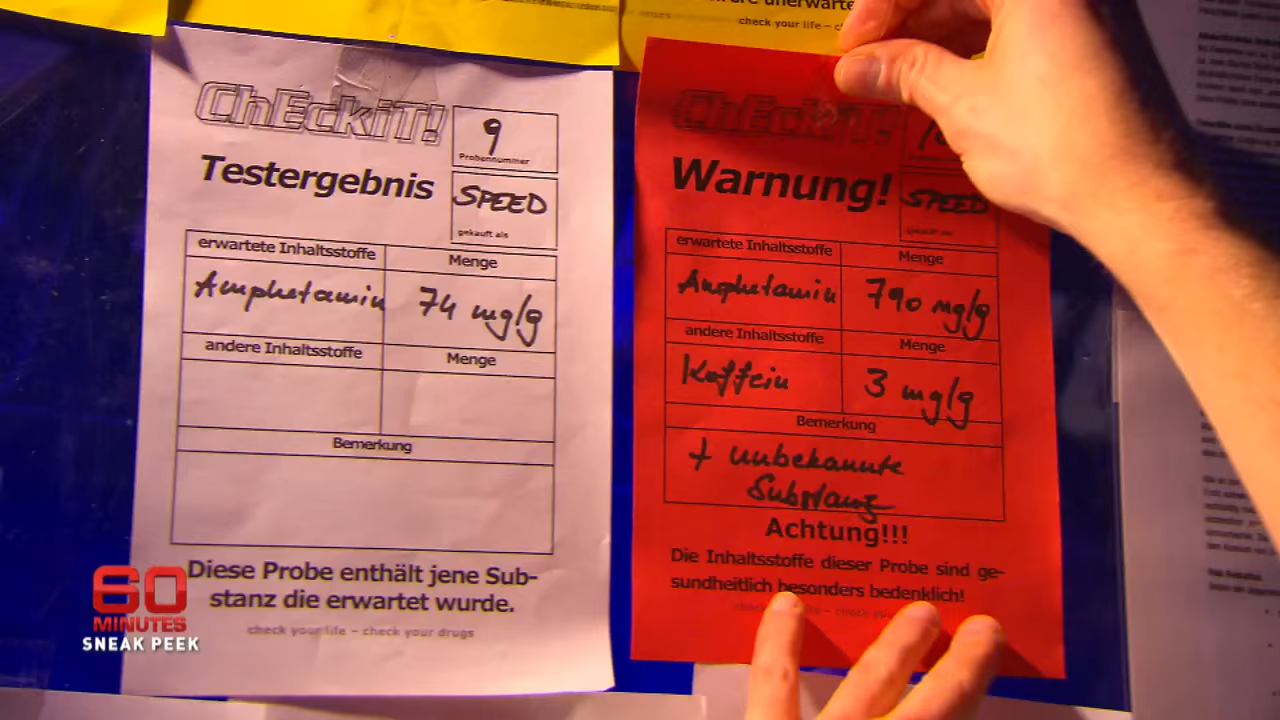 check your life – c
ChEckiT!
9
Probennummer
Testergebnis
SPEED
gekauft als
erwartete Inhaltsstoffe
Menge
Amphetamin
74 mg/g
andere Inhaltsstoffe
Menge
Bemerkung
Diese Probe enthält jene Sub-
stanz die erwartet wurde.
check your life – check your drugs
ChEckiT!
Warnung!
SPEED
gekauft als
erwartete Inhaltsstoffe
Menge
Amphetamin
790 mg/g
andere Inhaltsstoffe
Menge
Koffein
3 mg/g
Bemerkung
+ unbekannte
Substanz
Achtung!!!
Die Inhaltsstoffe dieser Probe sind ge-
sundheitlich besonders bedenklich!
60
MINUTES
SNEAK PEEK